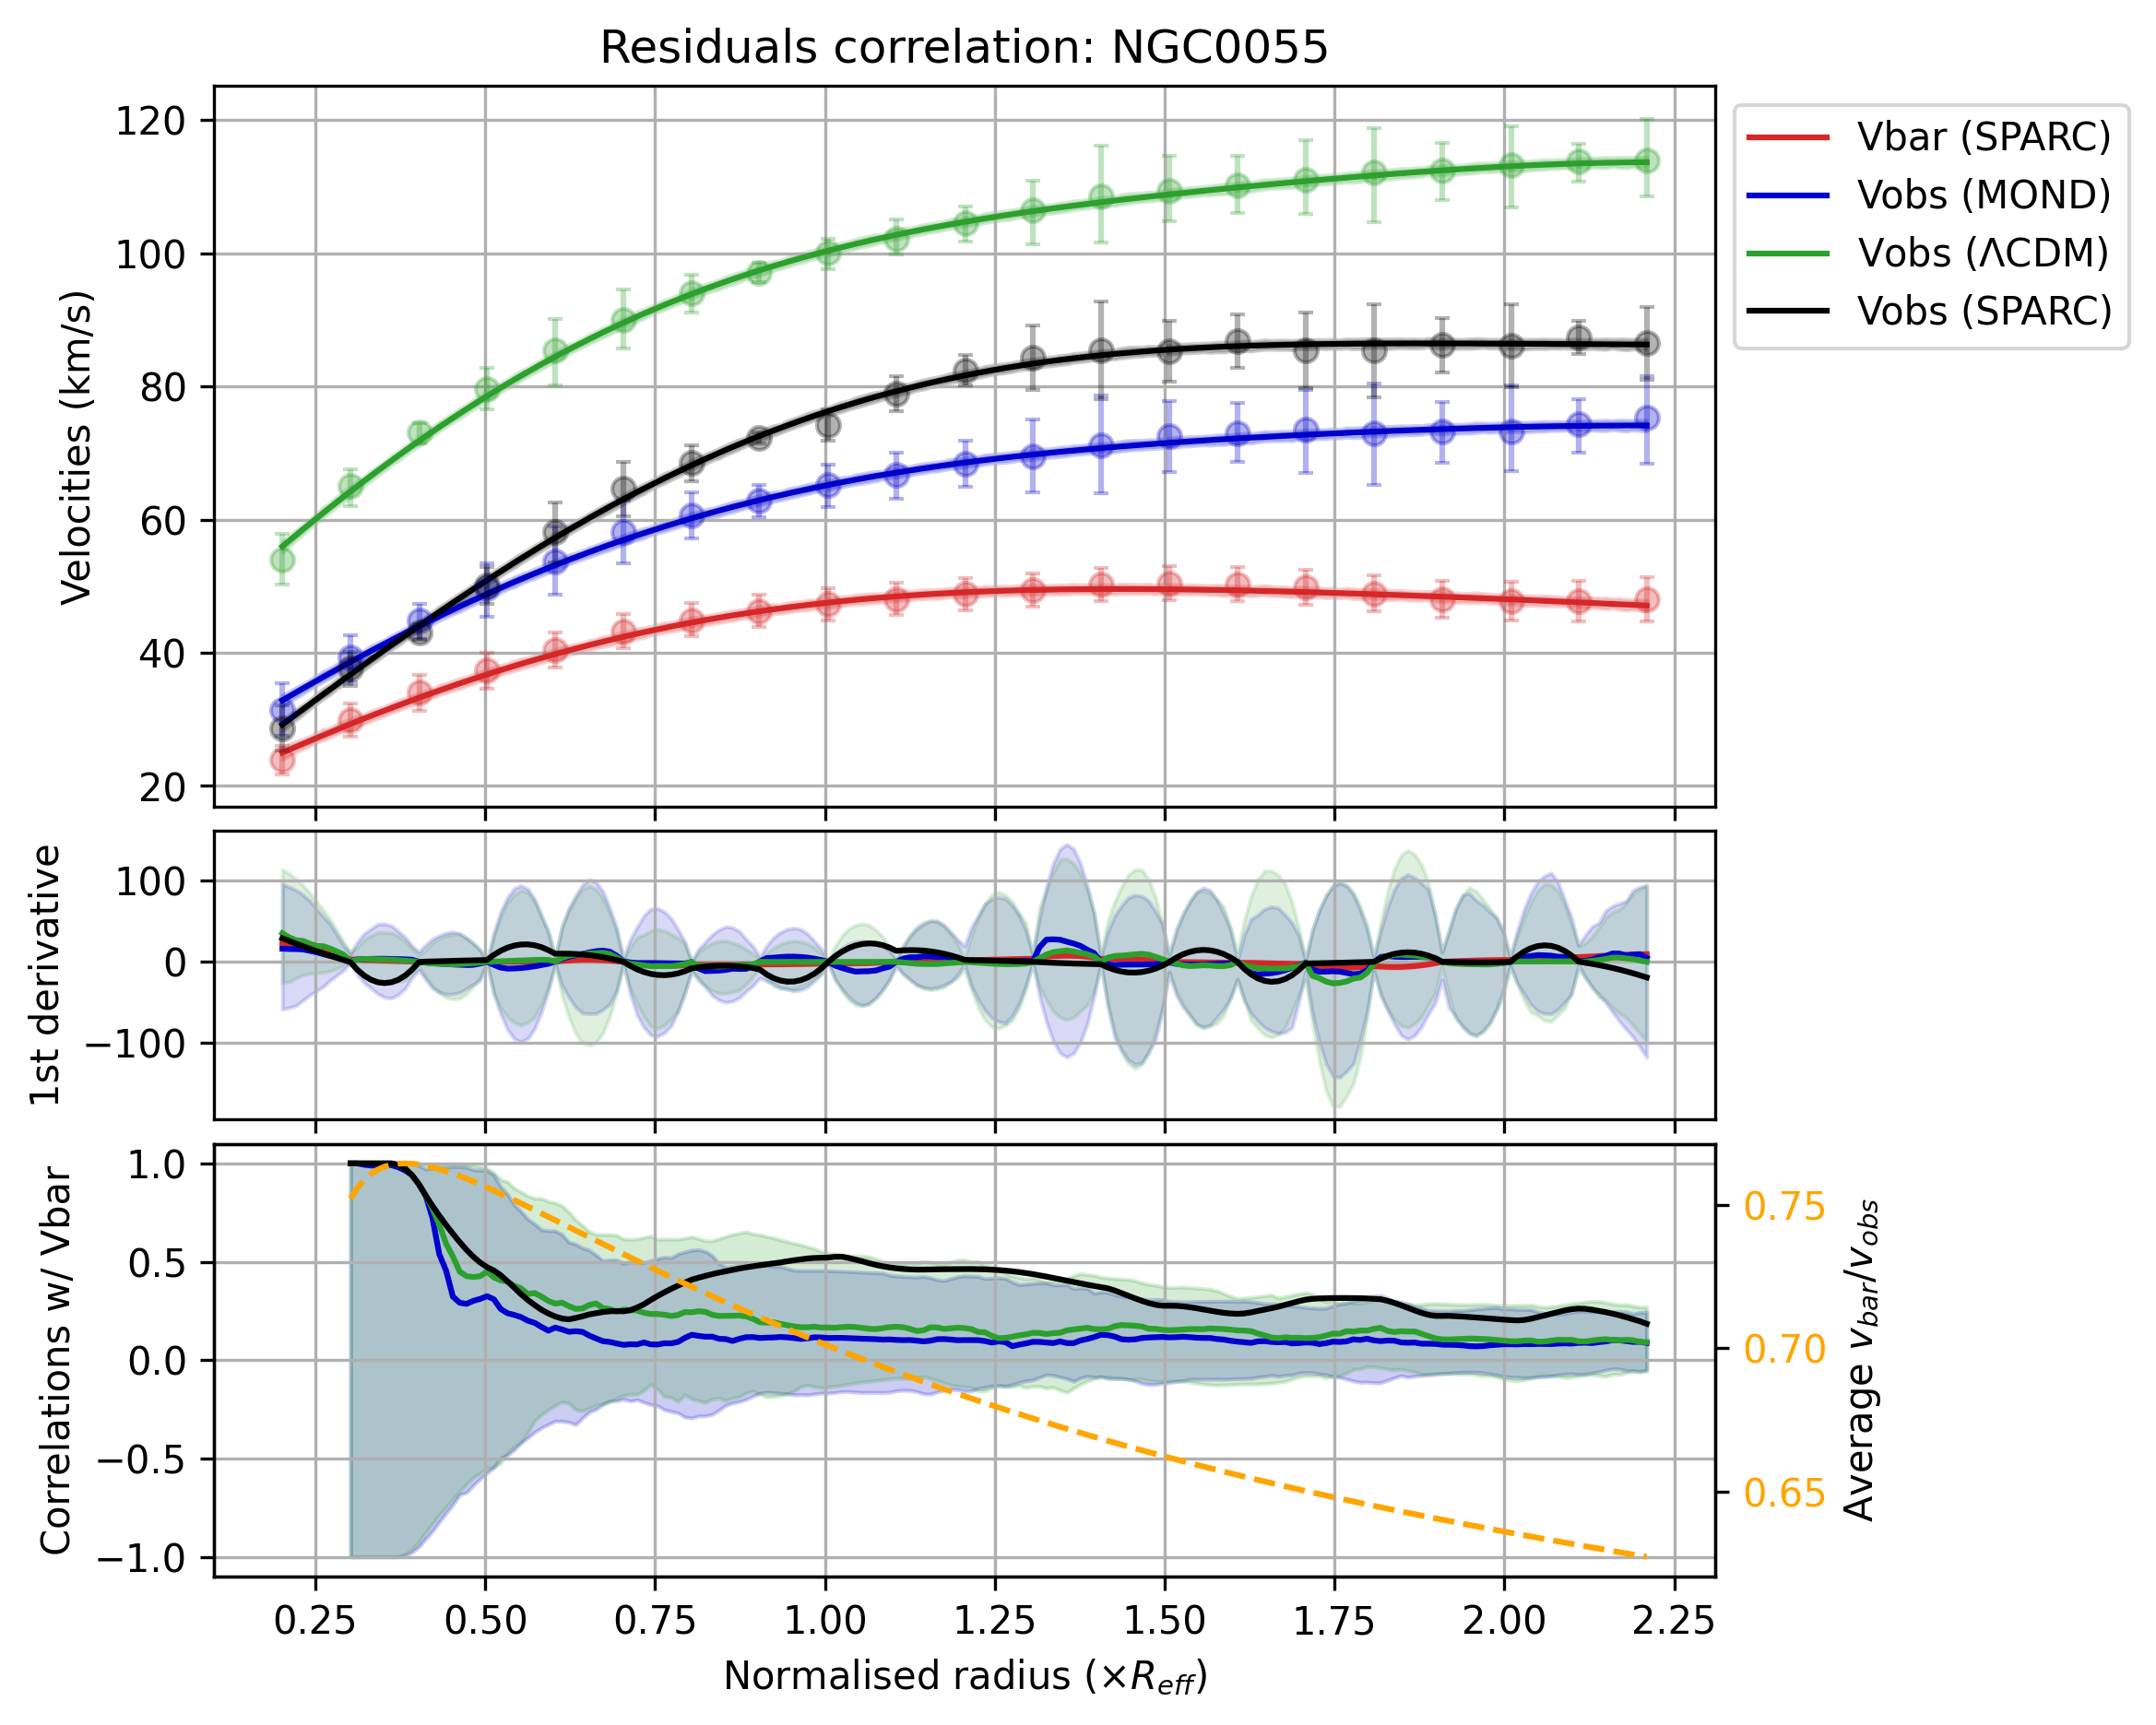 Residuals correlation: NGC0055
120
100
80
60
40
20
Velocities (km/s)
Vbar (SPARC)
Vobs (MOND)
Vobs (ΛCDM)
Vobs (SPARC)
100
0
−100
1st derivative
1.0
0.5
0.0
−0.5
−1.0
Correlations w/ Vbar
0.75
0.70
0.65
Average v_bar/v_obs
0.25 0.50 0.75 1.00 1.25 1.50 1.75 2.00 2.25
Normalised radius (×R_eff)